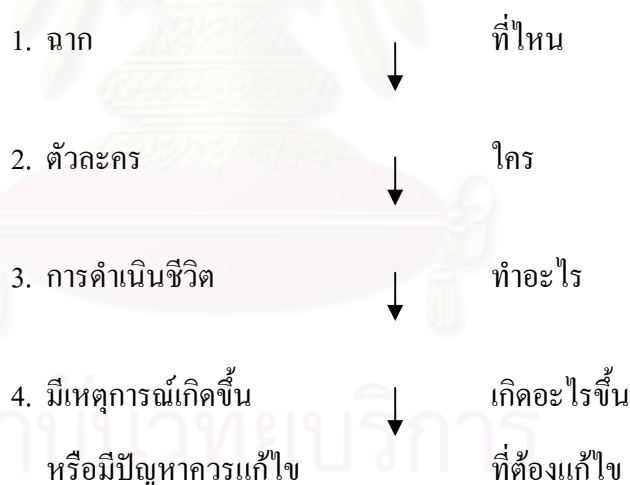 1. ฉาก ที่ไหน
2. ตัวละคร ใคร
3. การดำเนินชีวิต ทำอะไร
4. มีเหตุการณ์เกิดขึ้น เกิดอะไรขึ้น
หรือมีปัญหาควรแก้ไข ที่ต้องแก้ไข